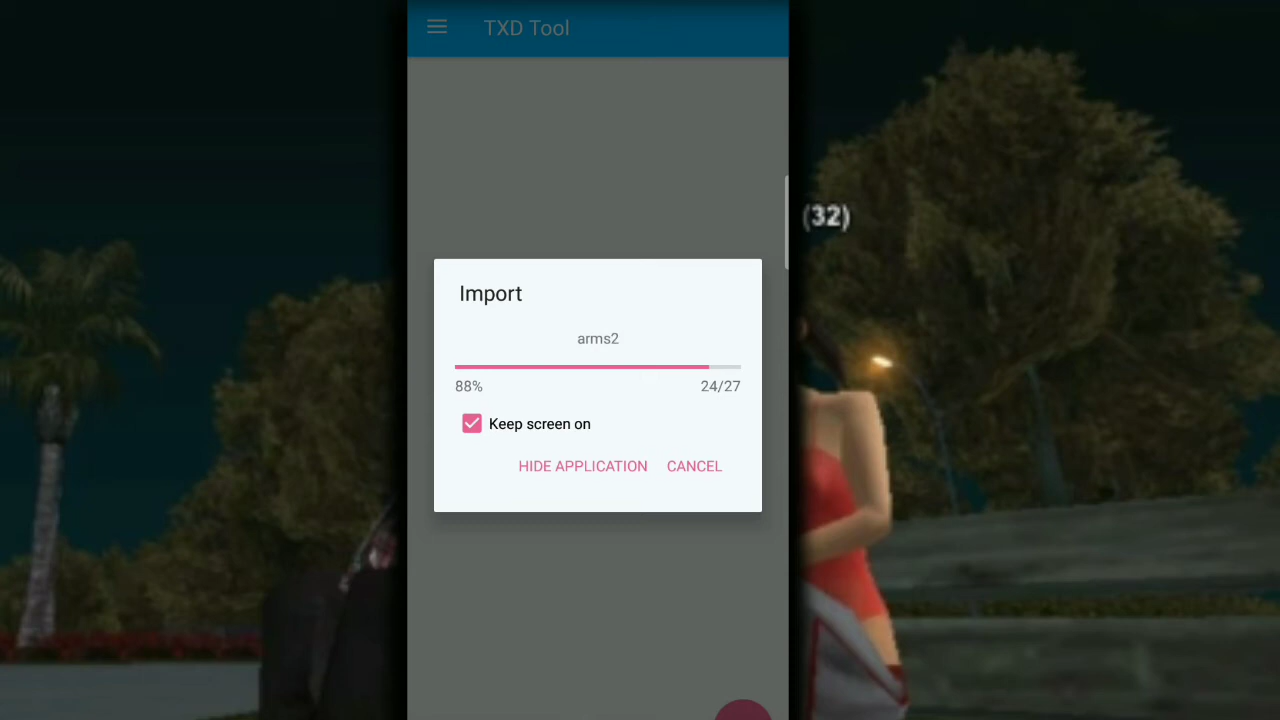 TXD Tool
(32)
Import
arms2
88%
24/27
Keep screen on
HIDE APPLICATION
CANCEL